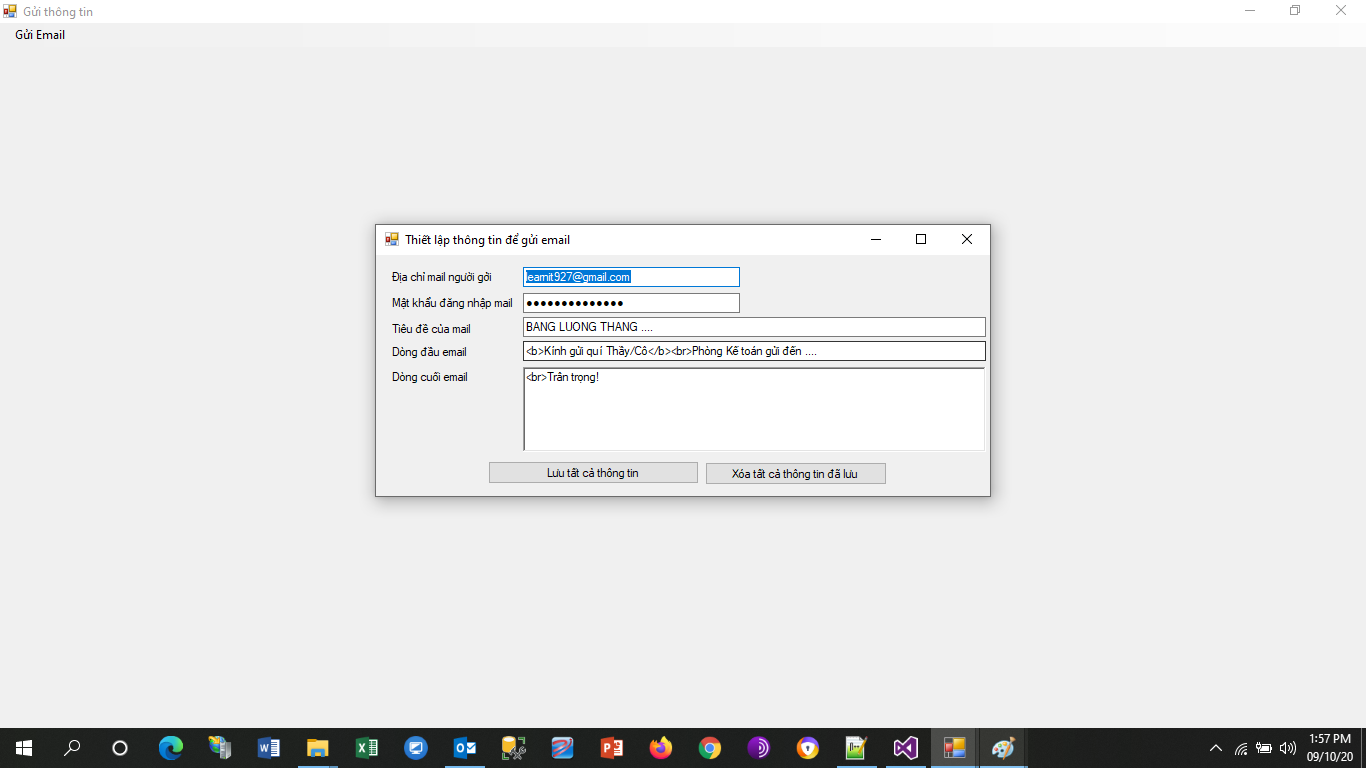 Gửi thông tin
Gửi Email
Thiết lập thông tin để gửi email
Địa chỉ mail người gởi
learnit927@gmail.com
Mật khẩu đăng nhập mail
●●●●●●●●●●●●●●
Tiêu đề của mail
BANG LUONG THANG ....
Dòng đầu email
<b>Kính gửi quí Thầy/Cô</b><br>Phòng Kế toán gửi đến ....
Dòng cuối email
<br>Trân trọng!
Lưu tất cả thông tin
Xóa tất cả thông tin đã lưu
1:57 PM
09/10/20